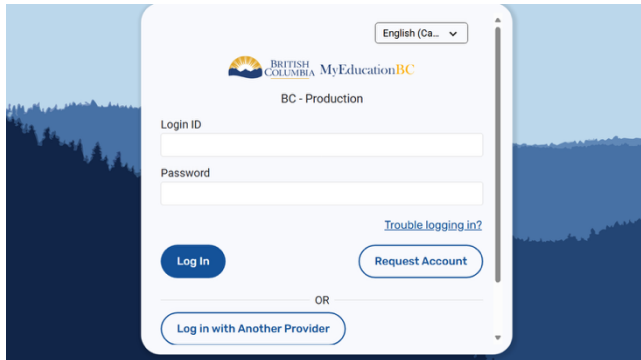 English (Ca...
BRITISH
COLUMBIA MyEducationBC
BC - Production
Login ID
Password
Trouble logging in?
Log In
Request Account
OR
Log in with Another Provider